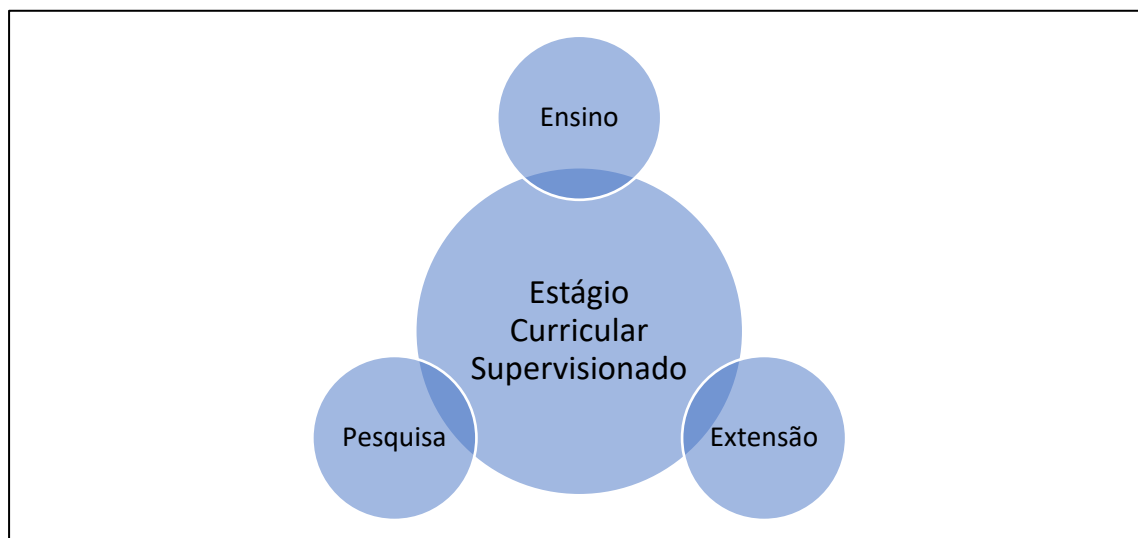 Ensino
Estágio
Curricular
Supervisionado
Pesquisa
Extensão